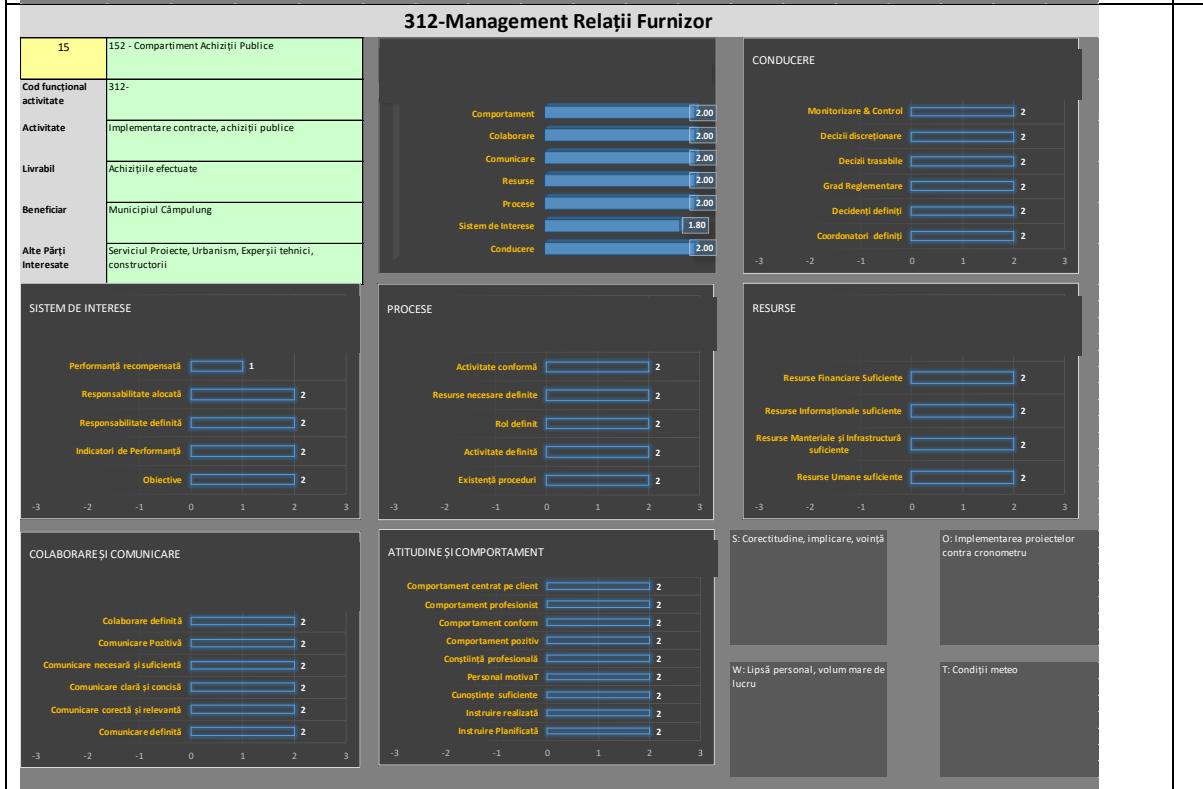 312-Management Relații Furnizor
15
152 - Compartiment Achiziții Publice
Cod funcțional
activitate
312-
Activitate
Implementare contracte, achiziții publice
Livrabil
Achizițiile efectuate
Beneficiar
Municipiul Câmpulung
Alte Părți
Interesate
Serviciul Proiecte, Urbanism, Experșii tehnici,
constructorii
Comportament 2.00
Colaborare 2.00
Comunicare 2.00
Resurse 2.00
Procese 2.00
Sistem de Interese 1.80
Conducere 2.00
CONDUCERE
Monitorizare & Control 2
Decizii discreționare 2
Decizii trasabile 2
Grad Reglementare 2
Decidenți definiți 2
Coordonatori definiți 2
-3 -2 -1 0 1 2 3
SISTEM DE INTERESE
Performanță recompensată 1
Responsabilitate alocată 2
Responsabilitate definită 2
Indicatori de Performanță 2
Obiective 2
-3 -2 -1 0 1 2 3
PROCESE
Activitate conformă 2
Resurse necesare definite 2
Rol definit 2
Activitate definită 2
Existență proceduri 2
-3 -2 -1 0 1 2 3
RESURSE
Resurse Financiare Suficiente 2
Resurse Informaționale suficiente 2
Resurse Manteriale și Infrastructură
suficiente 2
Resurse Umane suficiente 2
-3 -2 -1 0 1 2 3
COLABORARE ȘI COMUNICARE
Colaborare definită 2
Comunicare Pozitivă 2
Comunicare necesară și suficientă 2
Comunicare clară și concisă 2
Comunicare corectă și relevantă 2
Comunicare definită 2
-3 -2 -1 0 1 2 3
ATITUDINE ȘI COMPORTAMENT
Comportament centrat pe client 2
Comportament profesionist 2
Comportament conform 2
Comportament pozitiv 2
Conștiință profesională 2
Personal motivaT 2
Cunoștințe suficiente 2
Instruire realizată 2
Instruire Planificată 2
-3 -2 -1 0 1 2 3
S: Corectitudine, implicare, voință
O: Implementarea proiectelor
contra cronometru
W: Lipsă personal, volum mare de
lucru
T: Condiții meteo